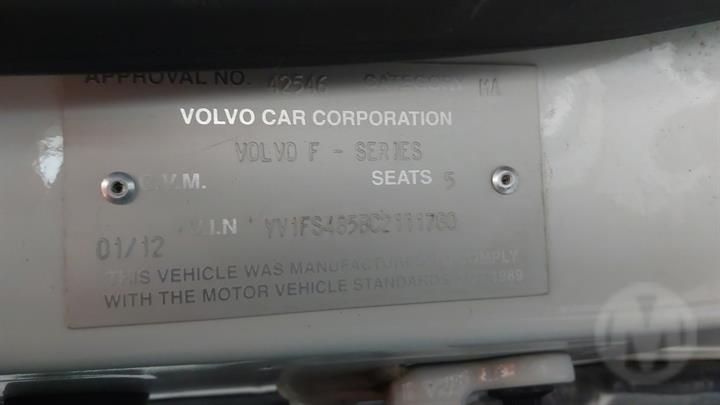 APPROVAL NO. 42546 CATEGORY MA
VOLVO CAR CORPORATION
VOLVO F - SERIES
G.V.M. SEATS 5
01/12 V.I.N
THIS VEHICLE WAS MANUFACTURED TO COMPLY
WITH THE MOTOR VEHICLE STANDARDS ACT 1989